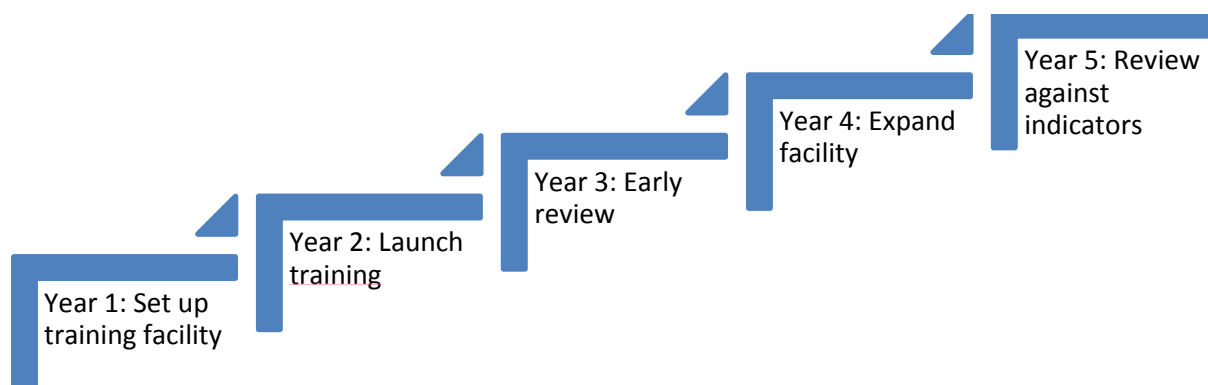 Year 1: Set up
training facility
Year 2: Launch
training
Year 3: Early
review
Year 4: Expand
facility
Year 5: Review
against
indicators